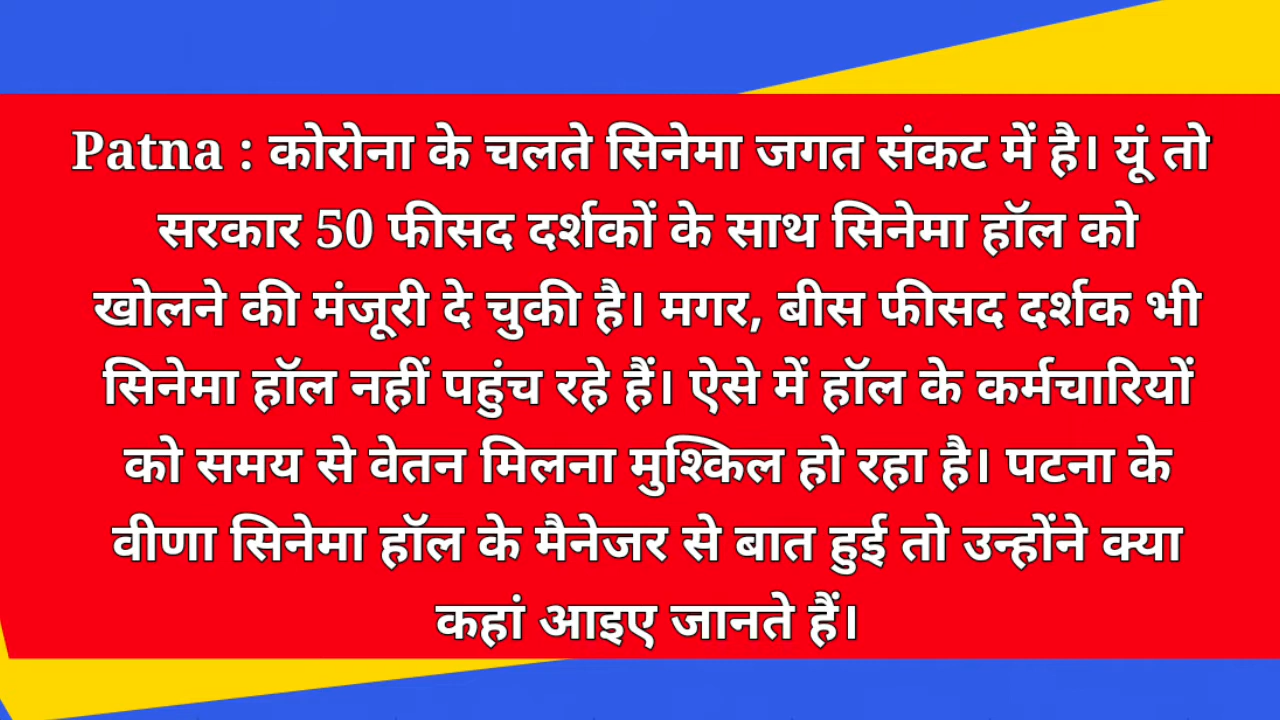 Patna : कोरोना के चलते सिनेमा जगत संकट में है। यूं तो
सरकार 50 फीसद दर्शकों के साथ सिनेमा हॉल को
खोलने की मंजूरी दे चुकी है। मगर, बीस फीसद दर्शक भी
सिनेमा हॉल नहीं पहुंच रहे हैं। ऐसे में हॉल के कर्मचारियों
को समय से वेतन मिलना मुश्किल हो रहा है। पटना के
वीणा सिनेमा हॉल के मैनेजर से बात हुई तो उन्होंने क्या
कहां आइए जानते हैं।